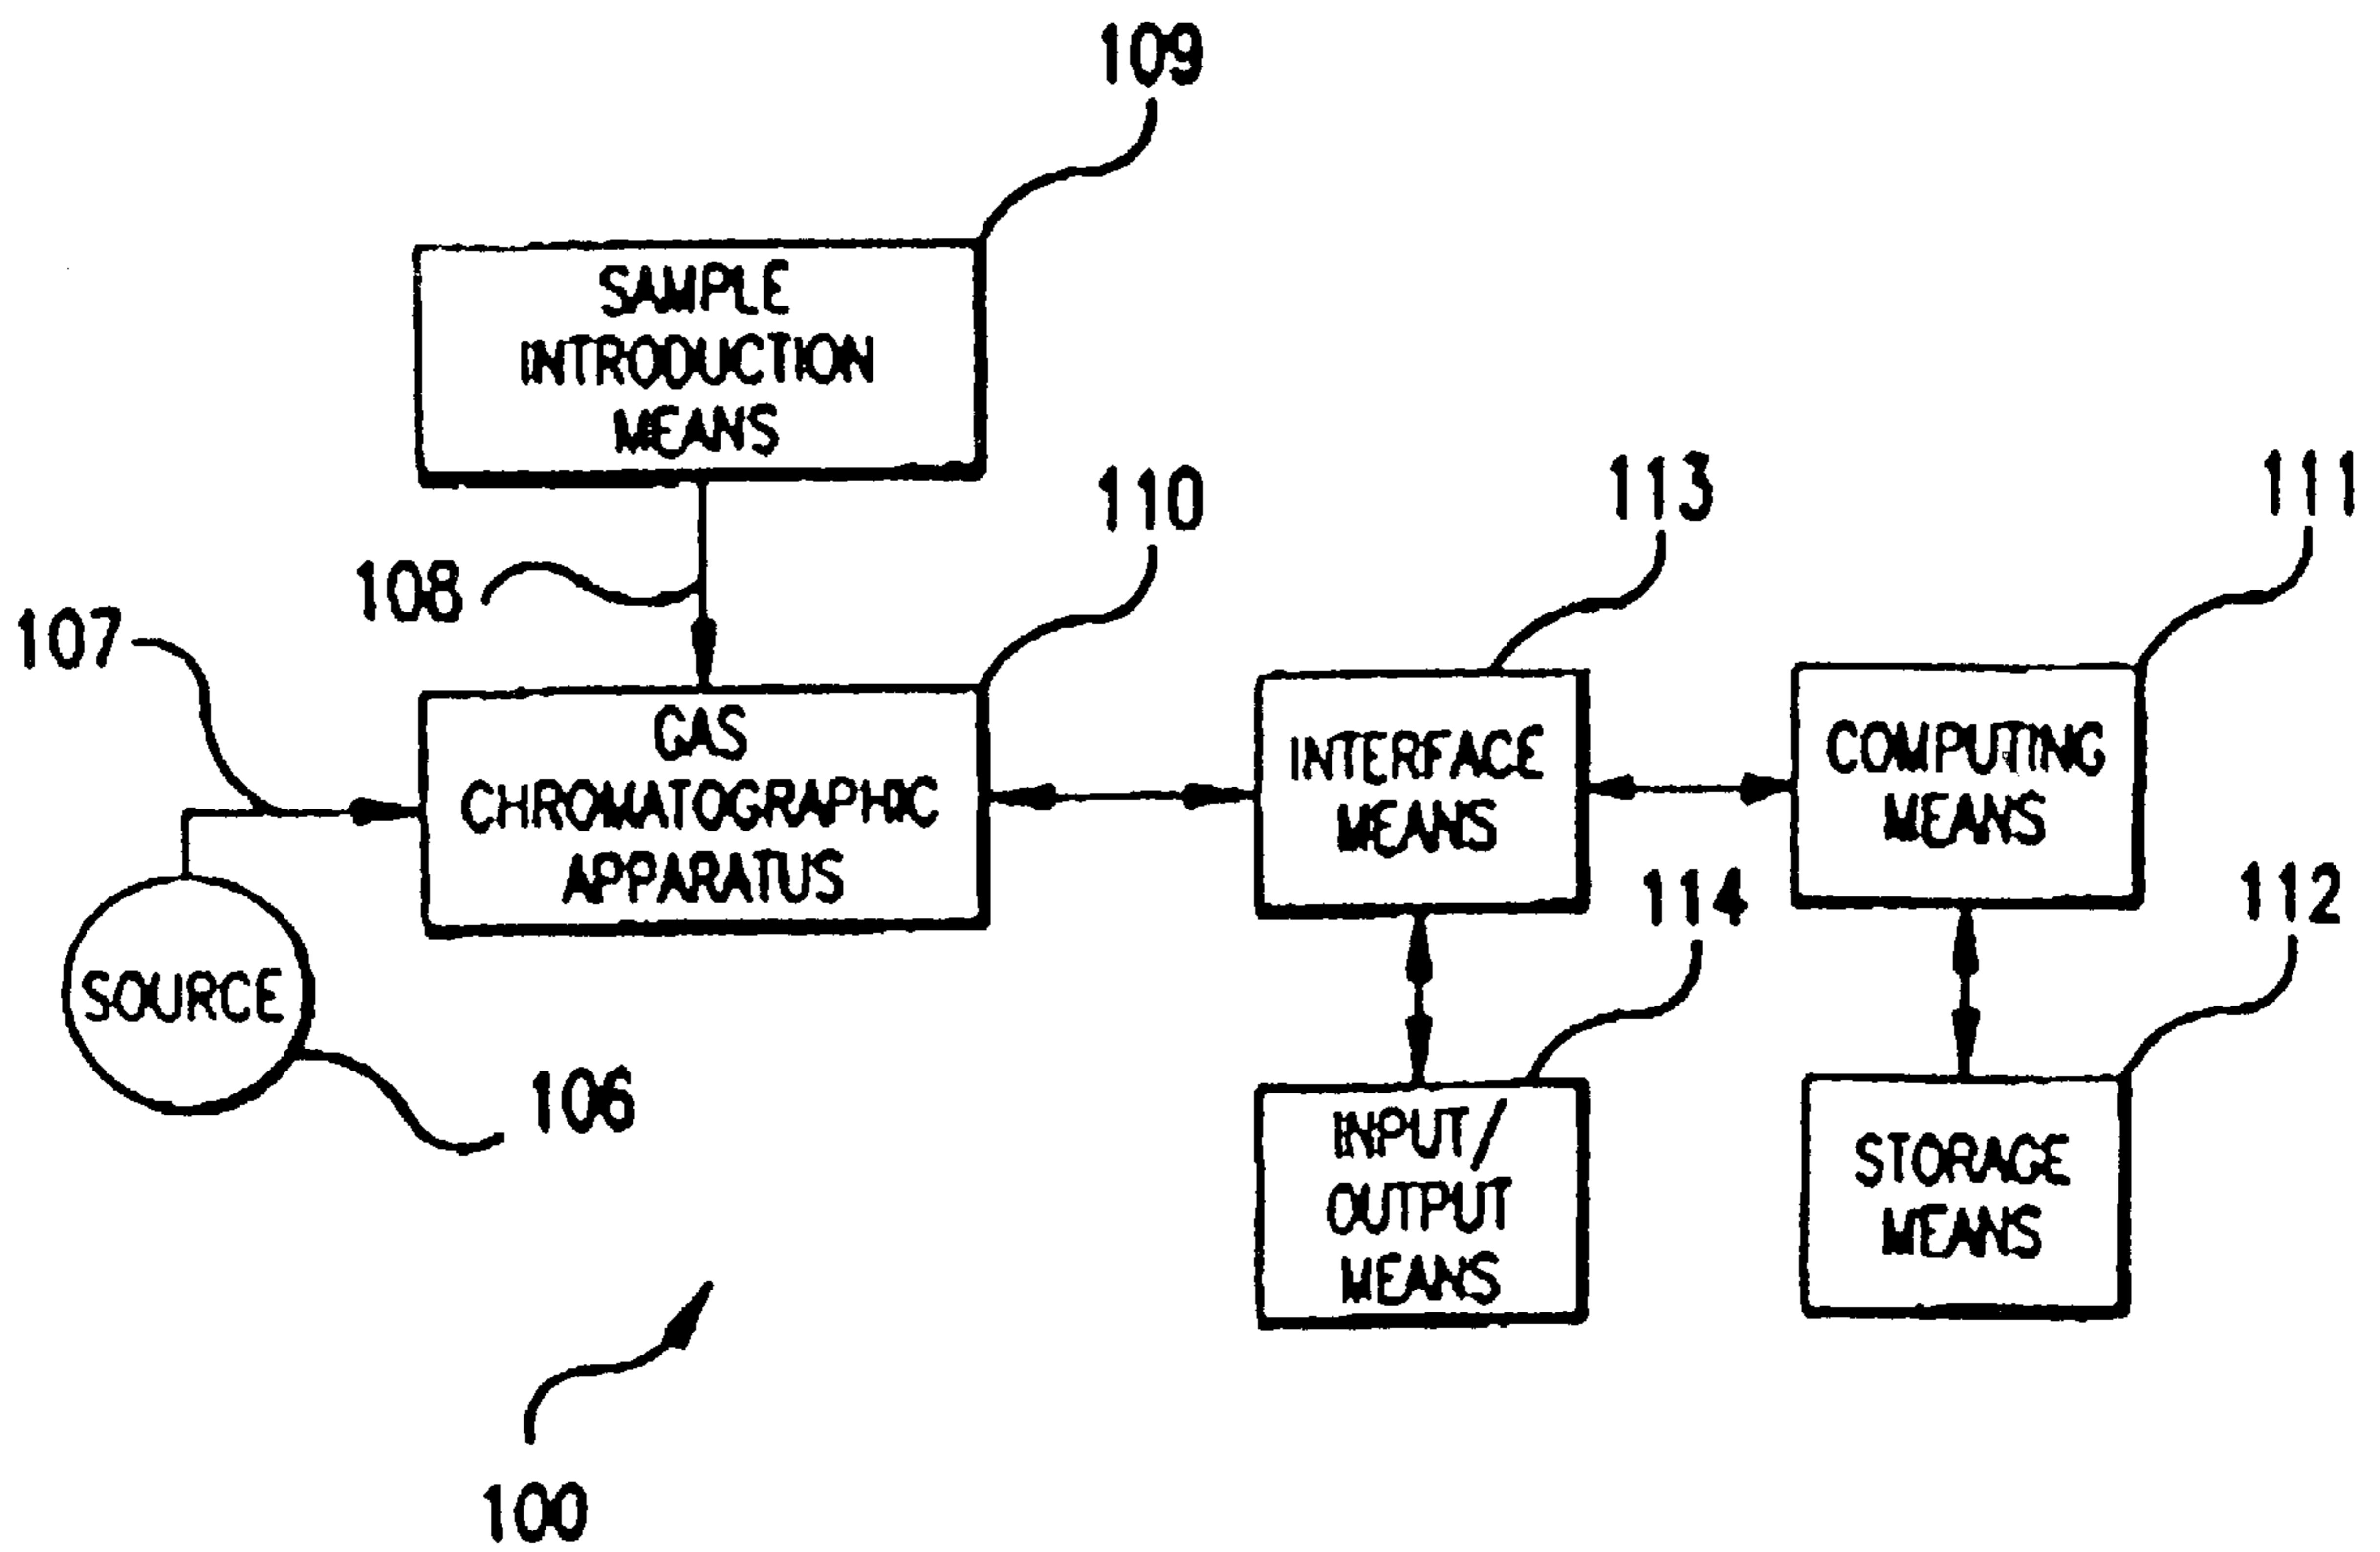 109
SAMPLE
INTRODUCTION
MEANS
110
113
111
108
107
GAS
CHROMATOGRAPHIC
APPARATUS
INTERFACE
MEANS
COMPUTING
MEANS
114
112
SOURCE
106
INPUT/
OUTPUT
MEANS
STORAGE
MEANS
100